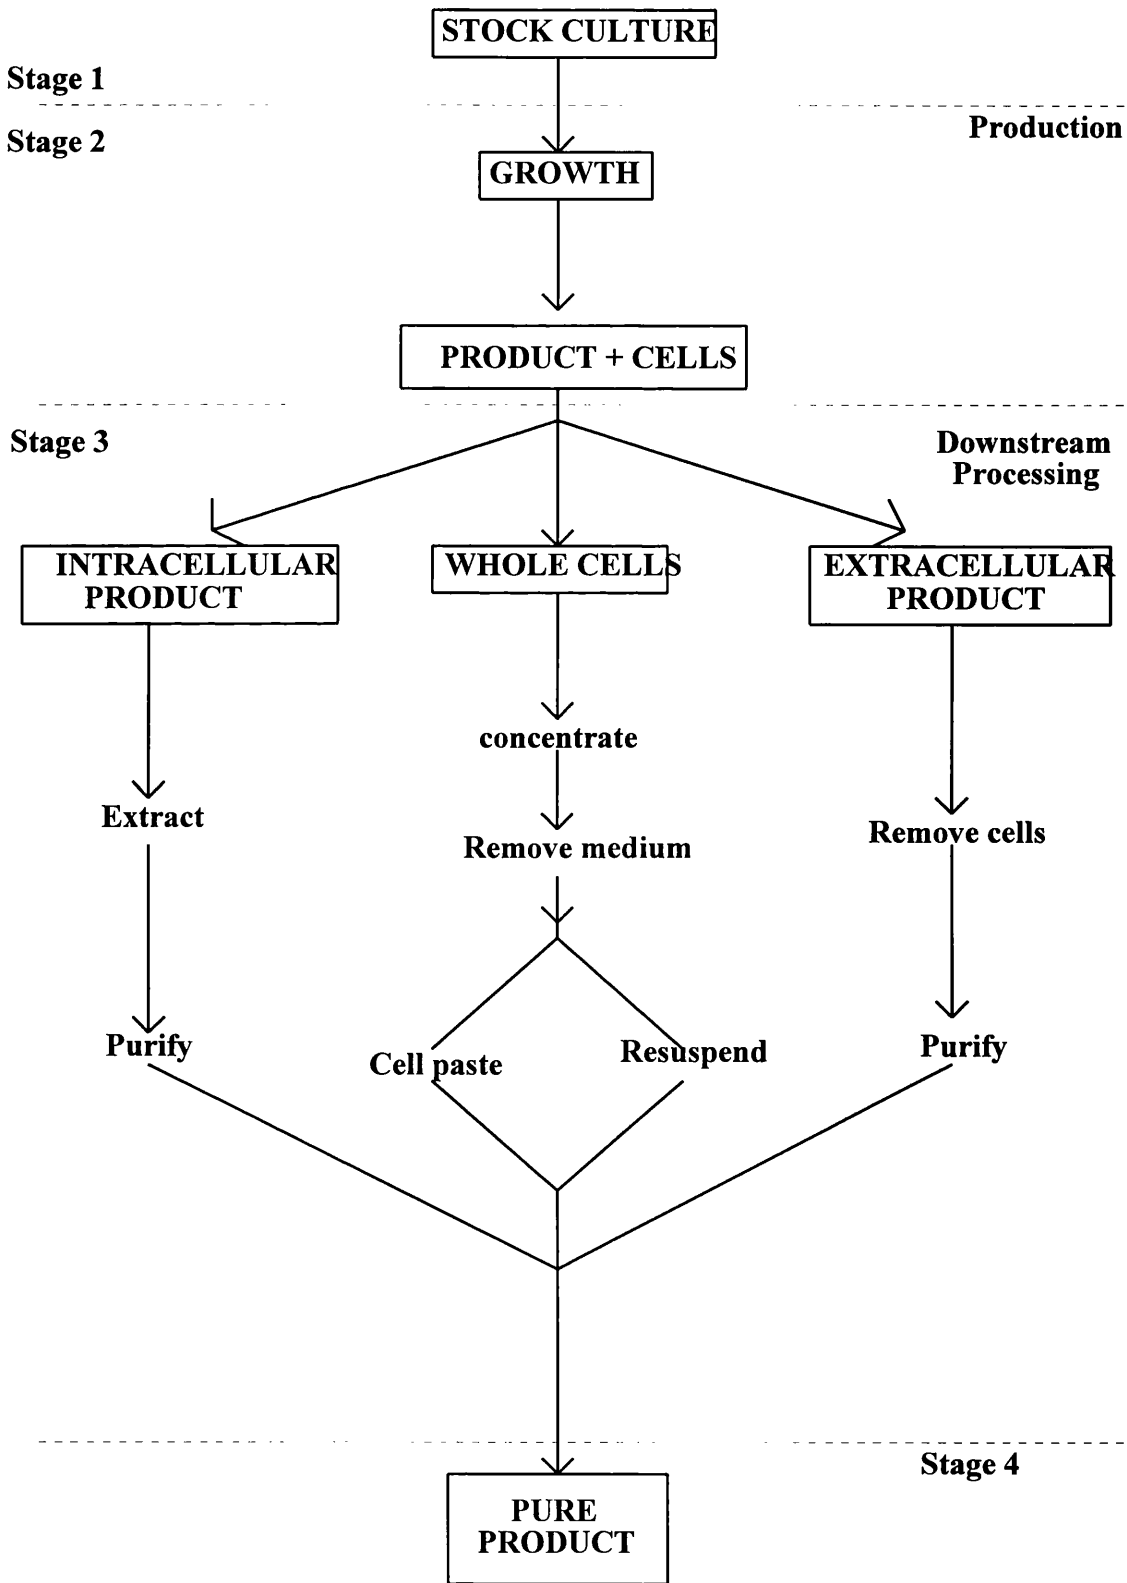 STOCK CULTURE
Stage 1
Production
Stage 2
GROWTH
PRODUCT + CELLS
Stage 3
Downstream
Processing
INTRACELLULAR
PRODUCT
WHOLE CELLS
EXTRACELLULAR
PRODUCT
concentrate
Extract
Remove medium
Remove cells
Purify
Cell paste
Resuspend
Purify
Stage 4
PURE
PRODUCT